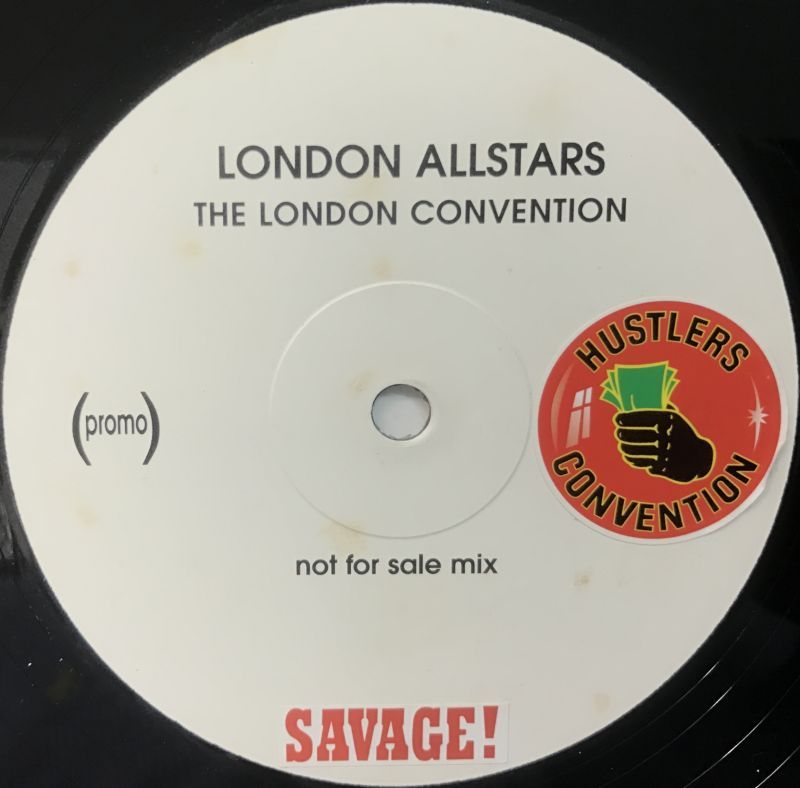 LONDON ALLSTARS
THE LONDON CONVENTION
HUSTLERS
CONVENTION
(promo)
not for sale mix
SAVAGE!